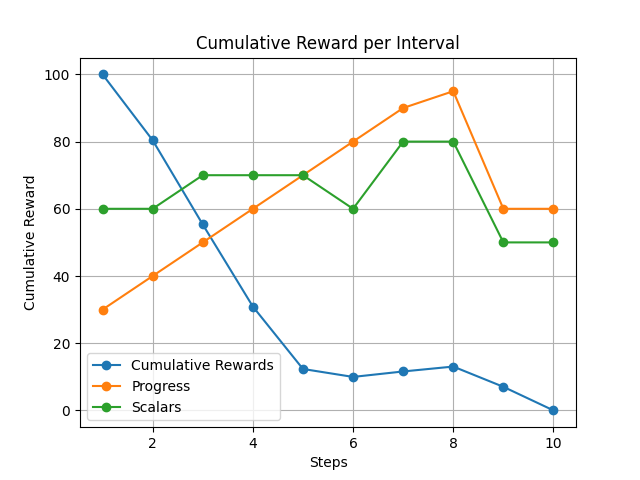 Cumulative Reward per Interval
Cumulative Reward
100
80
60
40
20
0
Cumulative Rewards
Progress
Scalars
2
4
6
8
10
Steps